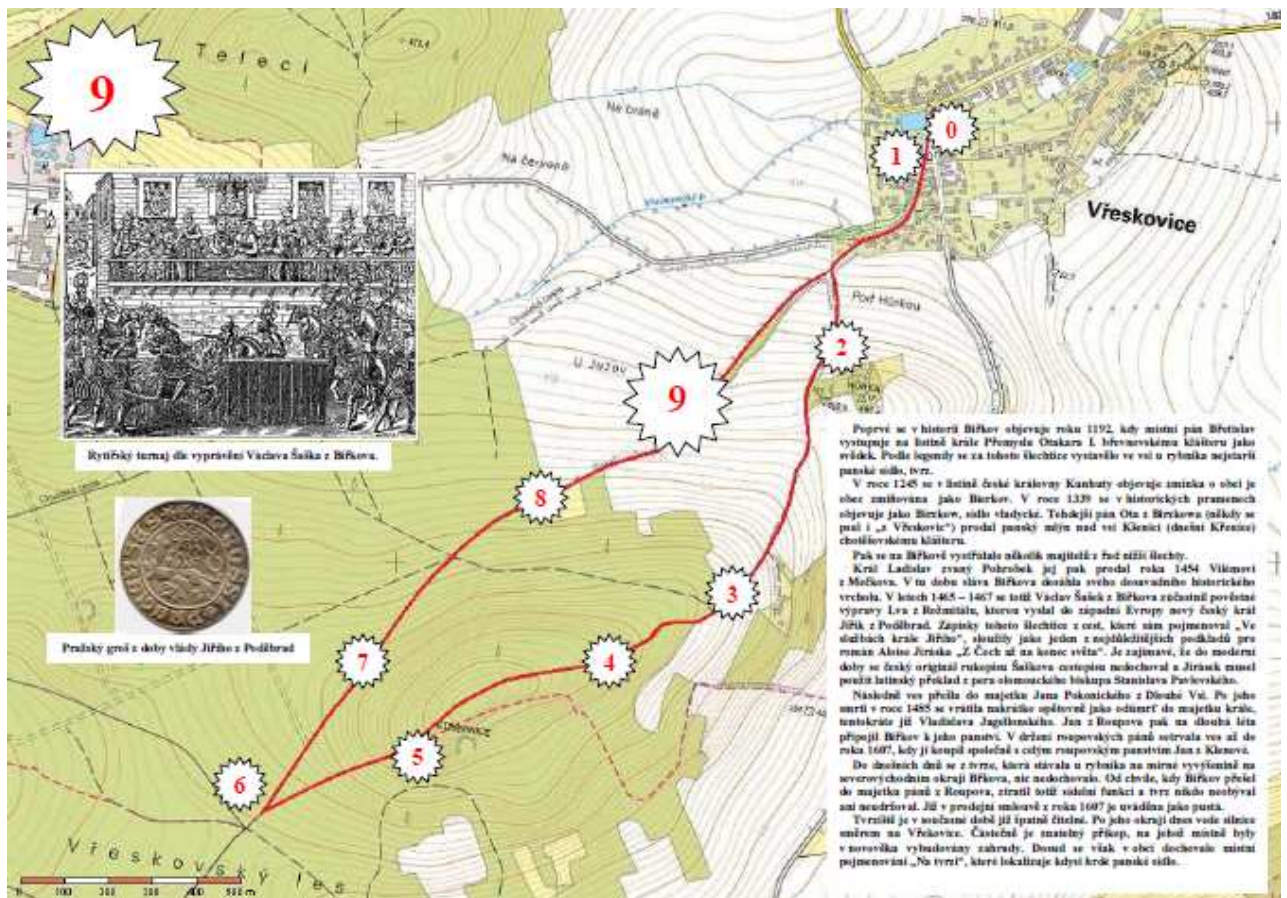 9
Teleci
Na bráně
Na červeni
0
1
Vřeskovice
Pod Hůrkou
2
U Jezov
9
Rytířský turnaj dle vyprávění Václava Šaška z Bířkova.
8
3
Pražský groš z doby vlády Jiřího z Poděbrad
7
4
5
6
Vřeskovský les
0 100 200 300 400 500 m
Poprvé se v historii Bířkov objevuje roku 1192, kdy místní pán Břetislav
vystupuje na listině krále Přemysla Otakara I. břevnovskému klášteru jako
svědek. Podle legendy se za tohoto šlechtice vystavělo ve vsi u rybníka nejstarší
panské sídlo, tvrz.
V roce 1245 se v listině české královny Kunhuty objevuje zmínka o obci je
obec zmiňována jako Bierkov. V roce 1339 se v historických pramenech
objevuje jako Birzkow, sídlo vladycké. Tehdejší pán Ota z Birzkowa (někdy se
psal i „z Vřeskovic“) prodal panský mlýn nad vsí Klenicí (dnešní Křenice)
chotěšovskému klášteru.
Pak se na Bířkově vystřídalo několik majitelů z řad nižší šlechty.
Král Ladislav zvaný Pohrobek jej pak prodal roku 1454 Vilémovi
z Mečkova. V tu dobu sláva Bířkova dosáhla svého dosavadního historického
vrcholu. V letech 1465 – 1467 se totiž Václav Šašek z Bířkova zúčastnil pověstné
výpravy Lva z Rožmitálu, kterou vyslal do západní Evropy nový český král
Jiřík z Poděbrad. Zápisky tohoto šlechtice z cest, které sám pojmenoval „Ve
službách krále Jiřího“, sloužily jako jeden z nejdůležitějších podkladů pro
román Aloise Jiráska „Z Čech až na konec světa“. Je zajímavé, že do moderní
doby se český originál rukopisu Šaškova cestopisu nedochoval a Jirásek musel
použít latinský překlad z pera olomouckého biskupa Stanislava Pavlovského.
Následně ves přešla do majetku Jana Pokonického z Dlouhé Vsi. Po jeho
smrti v roce 1485 se vrátila nakrátko opětovně jako odúmrť do majetku krále,
tentokráte již Vladislava Jagellonského. Jan z Roupova pak na dlouhá léta
připojil Bířkov k jeho panství. V držení roupovských pánů setrvala ves až do
roku 1607, kdy ji koupil společně s celým roupovským panstvím Jan z Klenové.
Do dnešních dnů se z tvrze, která stávala u rybníka na mírné vyvýšenině na
severovýchodním okraji Bířkova, nic nedochovalo. Od chvíle, kdy Bířkov přešel
do majetku pánů z Roupova, ztratil totiž sídelní funkci a tvrz nikdo neobýval
ani neudržoval. Již v prodejní smlouvě z roku 1607 je uváděna jako pustá.
Tvrziště je v současné době již špatně čitelné. Po jeho okraji dnes vede silnice
směrem na Vřeskovice. Částečně je znatelný příkop, na jehož místně byly
v novověku vybudovány zahrady. Dosud se však v obci dochovalo místní
pojmenování „Na tvrzi“, které lokalizuje kdysi hrdé panské sídlo.